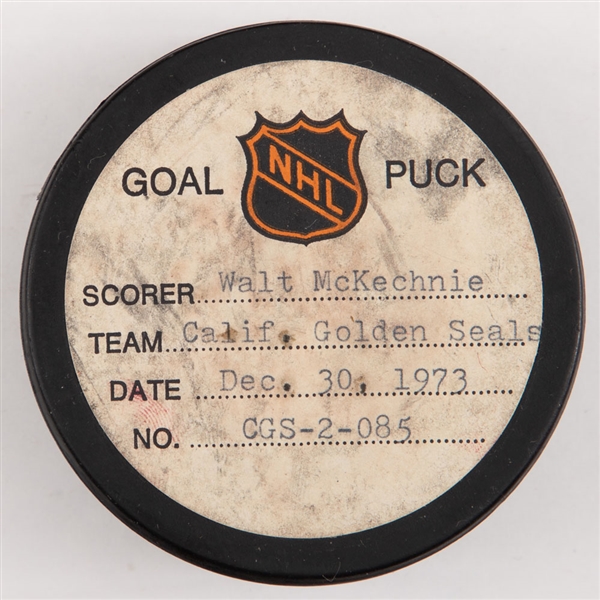 GOAL NHL PUCK
SCORER Walt McKechnie
TEAM Calif. Golden Seals
DATE Dec. 30, 1973
NO. CGS-2-085